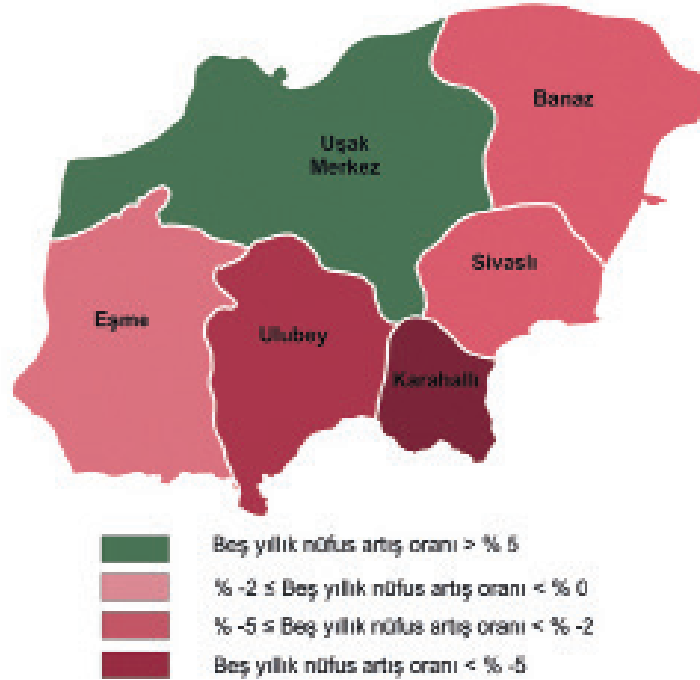 Banaz
Uşak
Merkez
Sivaslı
Eşme
Ulubey
Karahallı
Beş yıllık nüfus artış oranı > % 5
% -2 ≤ Beş yıllık nüfus artış oranı < % 0
% -5 ≤ Beş yıllık nüfus artış oranı < % -2
Beş yıllık nüfus artış oranı < % -5